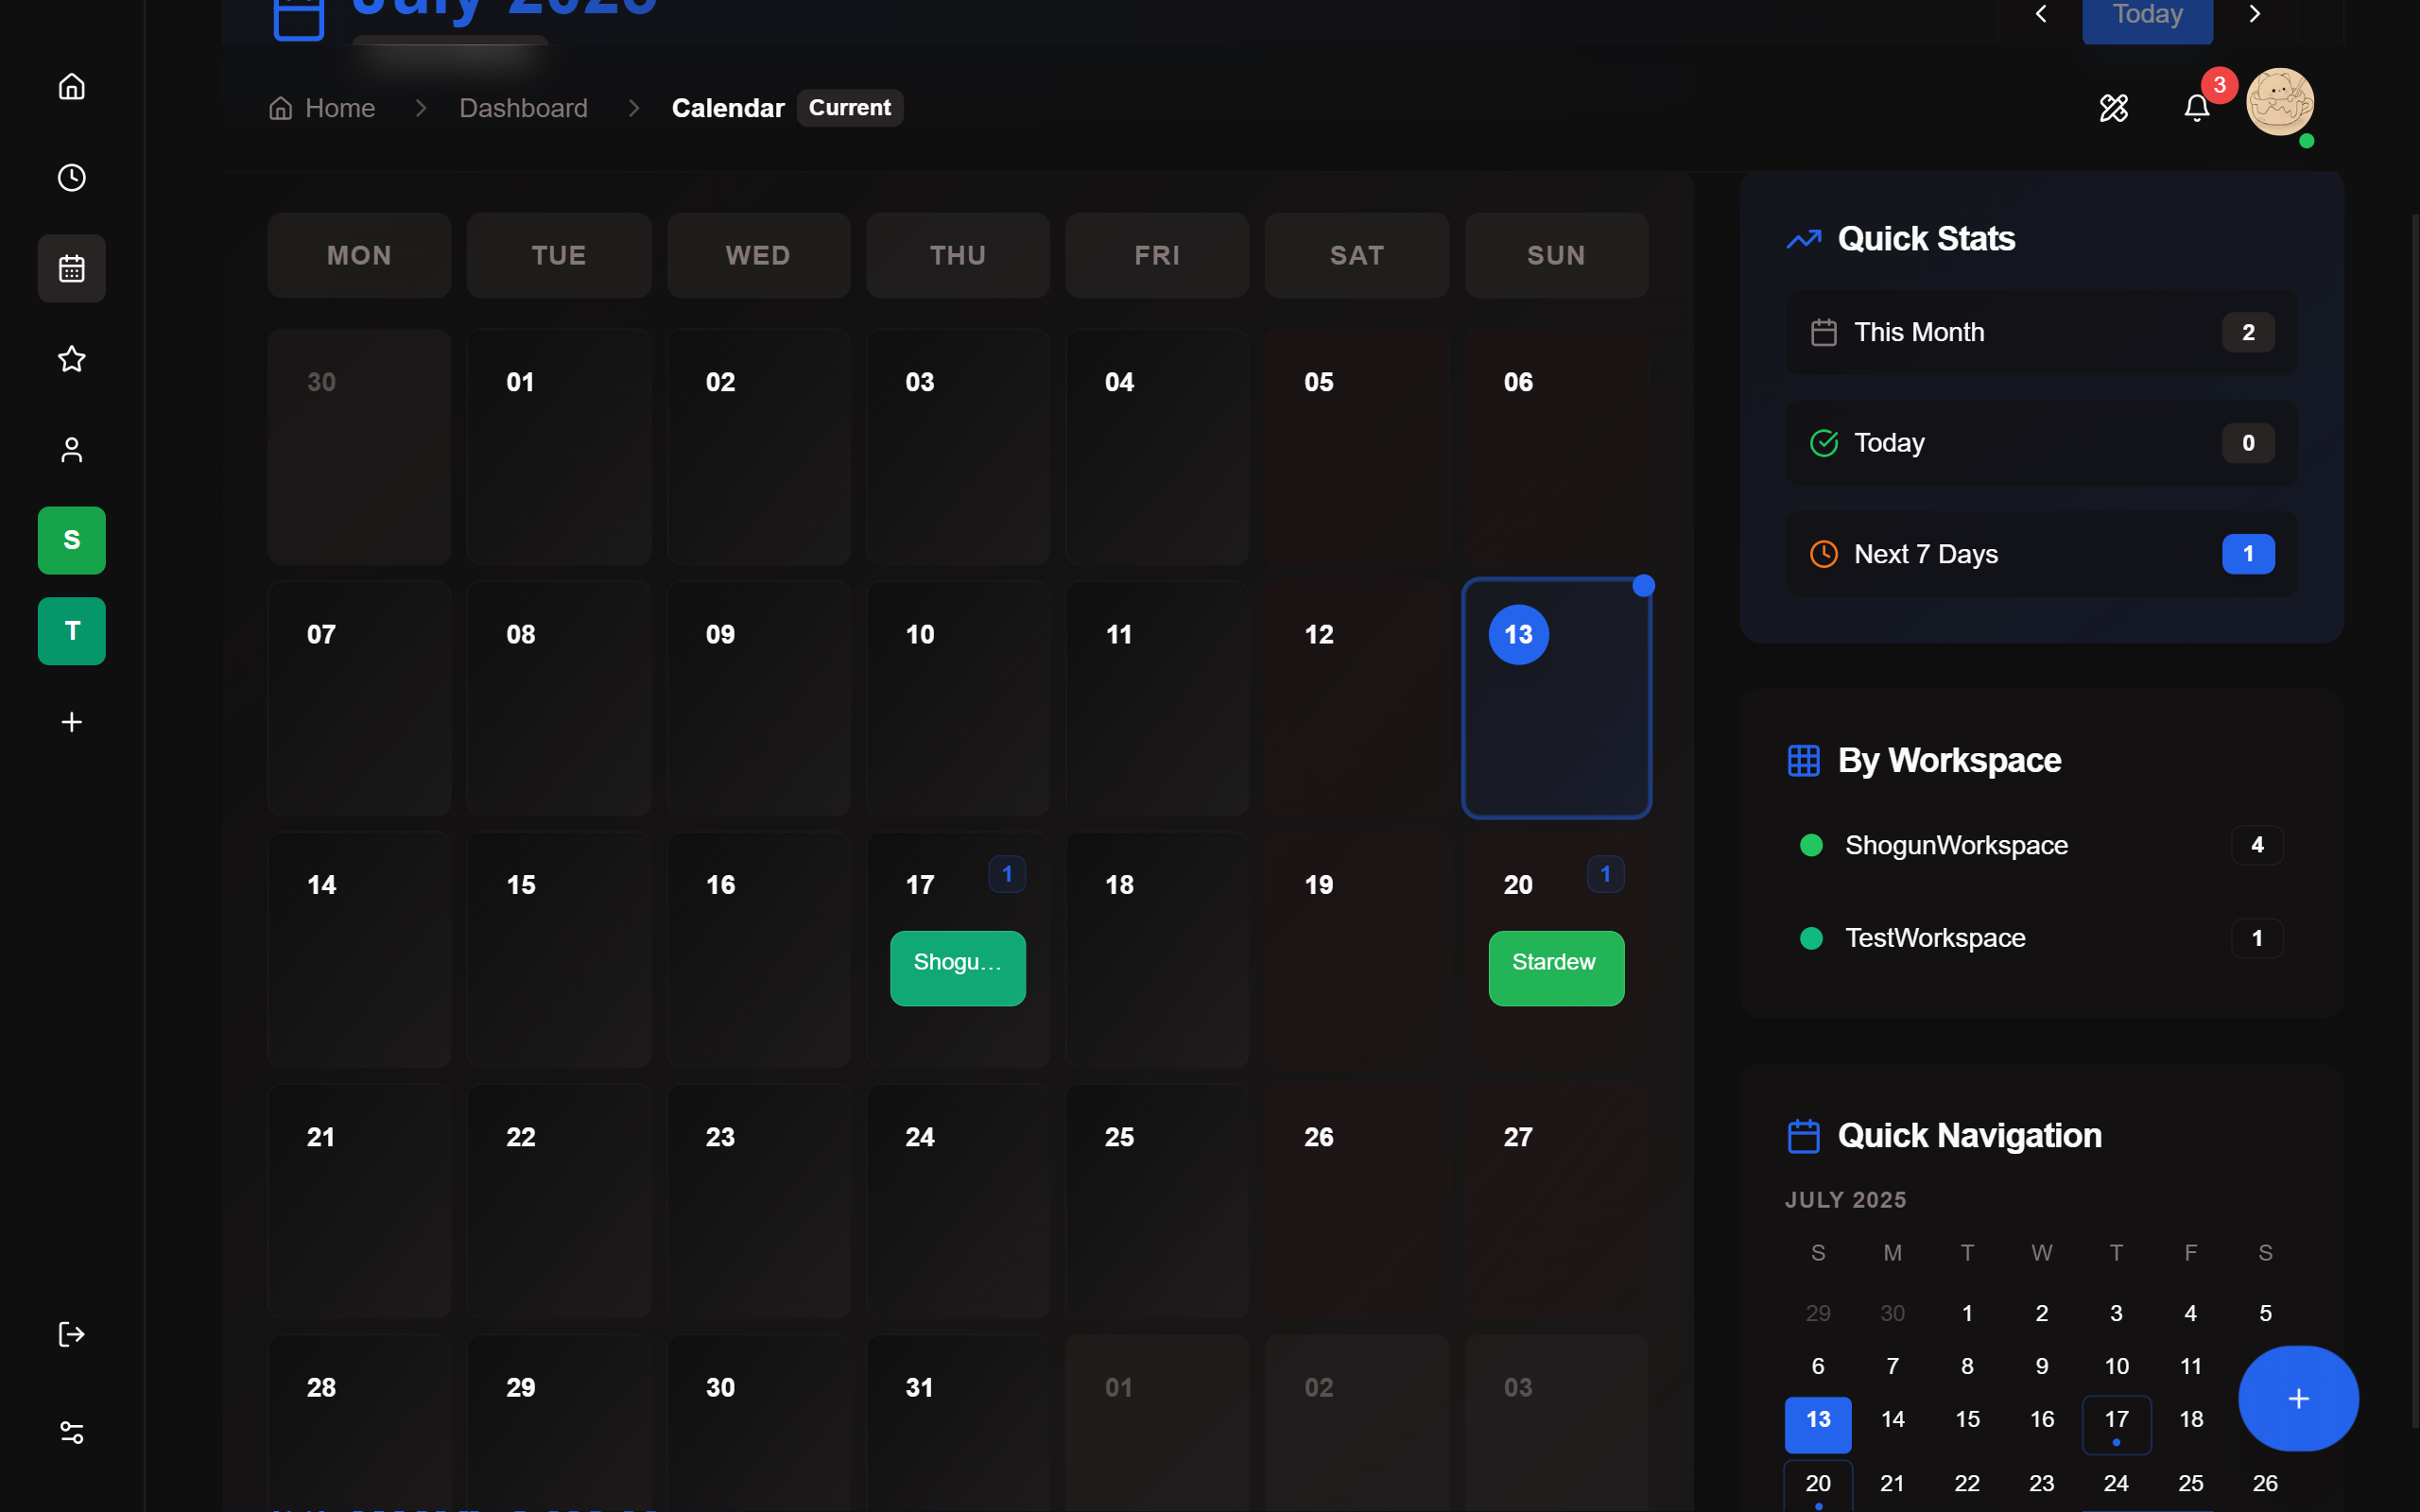 July 2025
Today
Home
Dashboard
Calendar
Current
3
S
T
MON TUE WED THU FRI SAT SUN
30 01 02 03 04 05 06
07 08 09 10 11 12 13
14 15 16 17 1 18 19 20 1
Shogu...
Stardew
21 22 23 24 25 26 27
28 29 30 31 01 02 03
Quick Stats
This Month 2
Today 0
Next 7 Days 1
By Workspace
ShogunWorkspace 4
TestWorkspace 1
Quick Navigation
JULY 2025
S M T W T F S
29 30 1 2 3 4 5
6 7 8 9 10 11
13 14 15 16 17 18
20 21 22 23 24 25 26